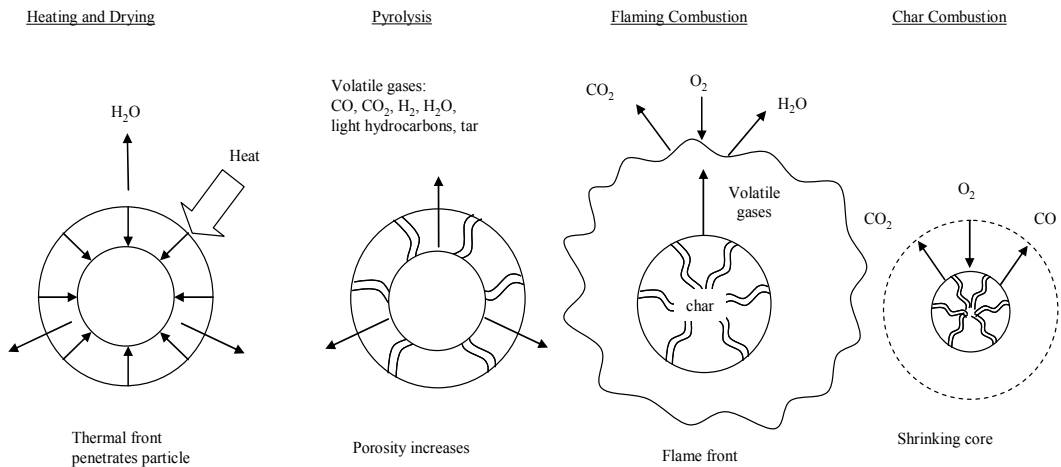 Heating and Drying
H₂O
Heat
Thermal front
penetrates particle
Pyrolysis
Volatile gases:
CO, CO₂, H₂, H₂O,
light hydrocarbons, tar
Porosity increases
Flaming Combustion
CO₂
O₂
H₂O
Volatile
gases
char
Flame front
Char Combustion
O₂
CO₂
CO
Shrinking core